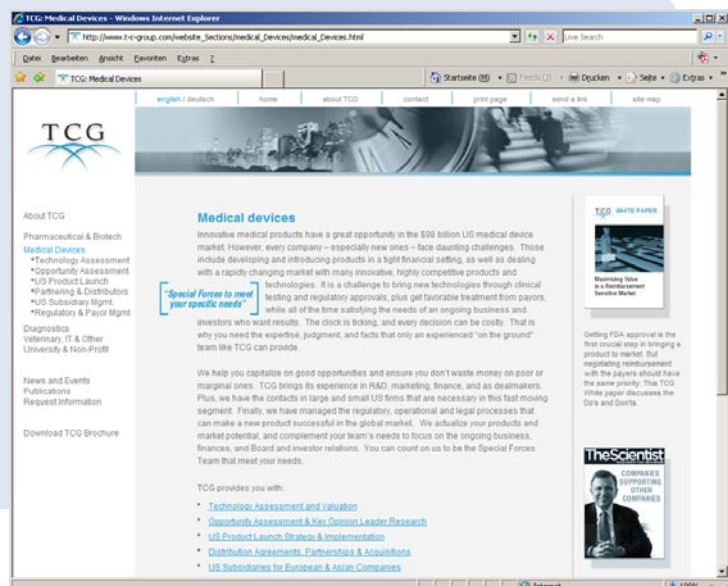 TCG: Medical Devices - Windows Internet Explorer
http://www.t-c-group.com/website_Sections/medical_Devices/medical_Devices.html
Live Search
Datei Bearbeiten Ansicht Favoriten Extras ?
TCG: Medical Devices
Startseite (M)
Feeds (J)
Drucken
Seite
Extras
english / deutsch
home
about TCG
contact
print page
send a link
site map
TCG
About TCG
Pharmaceutical & Biotech
Medical Devices
*Technology Assessment
*Opportunity Assessment
*US Product Launch
*Partnering & Distributors
*US Subsidiary Mgmt.
*Regulatory & Payor Mgmt.
Diagnostics
Veterinary, IT & Other
University & Non-Profit
News and Events
Publications
Request Information
Download TCG Brochure
Medical devices
Innovative medical products have a great opportunity in the $98 billion US medical device
market. However, every company – especially new ones – face daunting challenges. Those
include developing and introducing products in a tight financial setting, as well as dealing
with a rapidly changing market with many innovative, highly competitive products and
technologies. It is a challenge to bring new technologies through clinical
testing and regulatory approvals, plus get favorable treatment from payors,
while all of the time satisfying the needs of an ongoing business and
investors who want results. The clock is ticking, and every decision can be costly. That is
why you need the expertise, judgment, and facts that only an experienced "on the ground"
team like TCG can provide.
"Special Forces to meet
your specific needs"
We help you capitalize on good opportunities and ensure you don't waste money on poor or
marginal ones. TCG brings its experience in R&D, marketing, finance, and as dealmakers.
Plus, we have the contacts in large and small US firms that are necessary in this fast moving
segment. Finally, we have managed the regulatory, operational and legal processes that
can make a new product successful in the global market. We actualize your products and
market potential, and complement your team's needs to focus on the ongoing business,
finances, and Board and investor relations. You can count on us to be the Special Forces
Team that meet your needs.
TCG provides you with:
* Technology Assessment and Valuation
* Opportunity Assessment & Key Opinion Leader Research
* US Product Launch Strategy & Implementation
* Distribution Agreements, Partnerships & Acquisitions
* US Subsidiaries for European & Asian Companies
TCG WHITE PAPER
Maximizing Value
in a Reimbursement
Sensitive Market
Getting FDA approval is the
first crucial step in bringing a
product to market. But
negotiating reimbursement
with the payers should have
the same priority. This TCG
White paper discusses the
Do's and Don'ts.
TheScientist
COMPANIES
SUPPORTING
OTHER
COMPANIES
Internet
100%